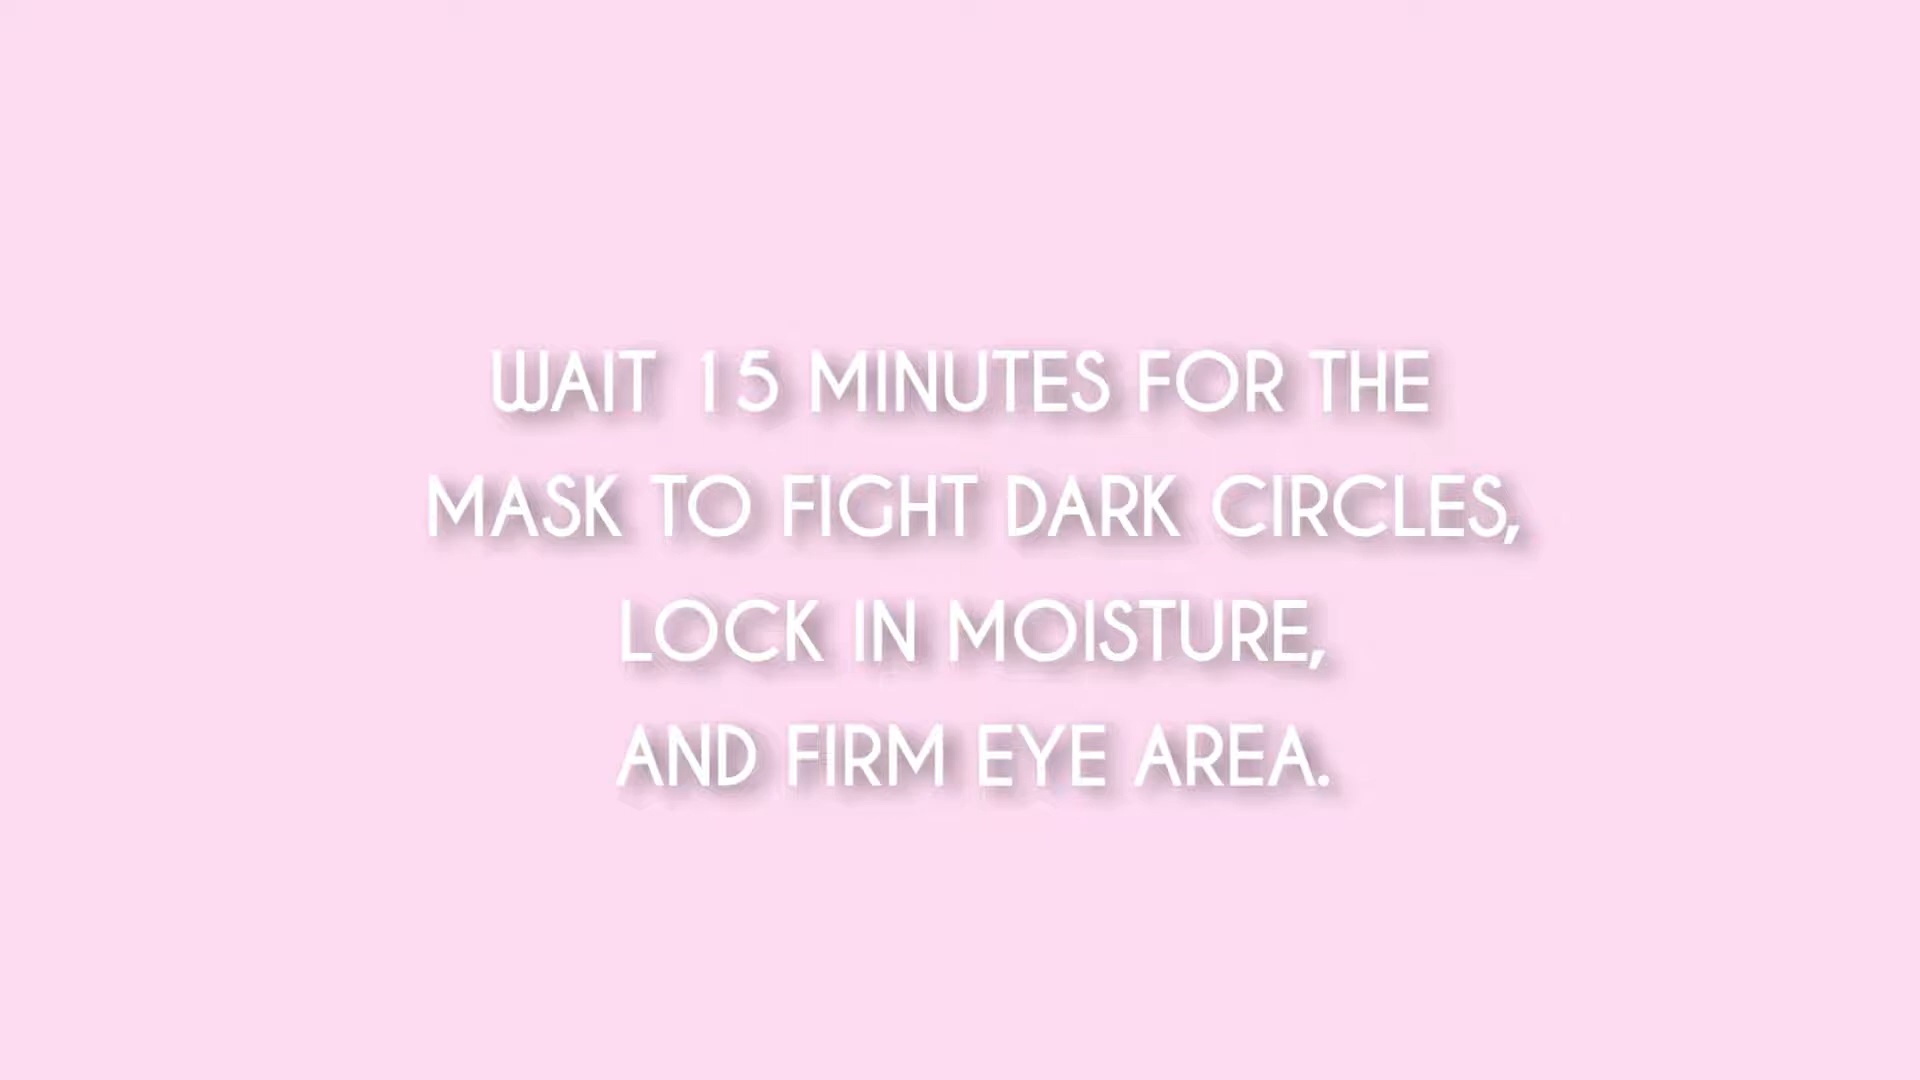 WAIT 15 MINUTES FOR THE
MASK TO FIGHT DARK CIRCLES,
LOCK IN MOISTURE,
AND FIRM EYE AREA.